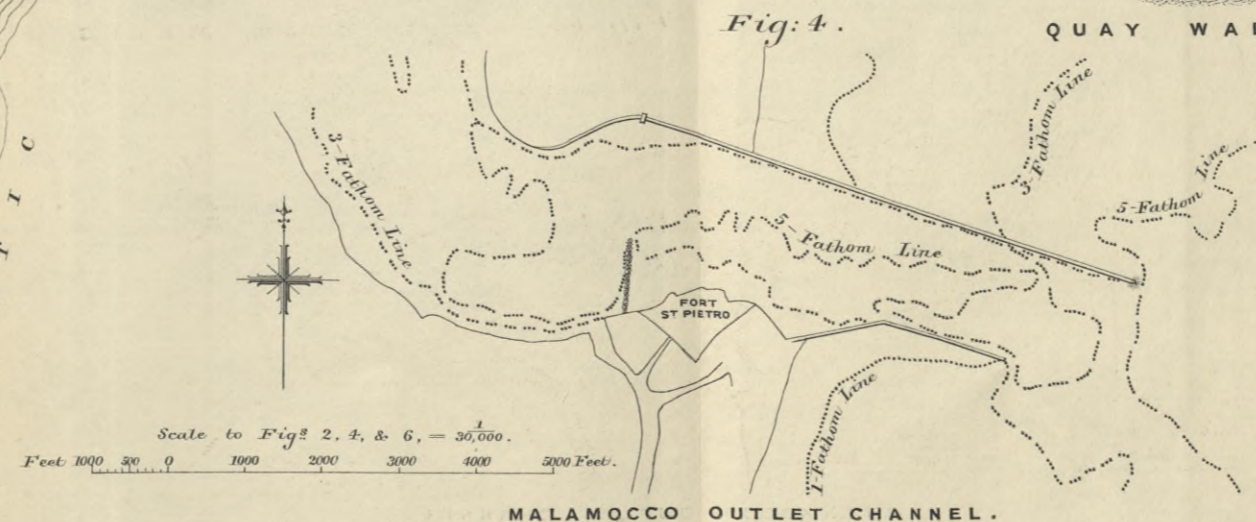 Fig: 4.
QUAY WAL
T I C
3-Fathom Line
3-Fathom Line
5-Fathom Line
5-Fathom Line
FORT
ST PIETRO
1-Fathom Line
Scale to Figs 2, 4, & 6, = 1/30,000.
Feet 1000 500 0 1000 2000 3000 4000 5000 Feet.
MALAMOCCO OUTLET CHANNEL.